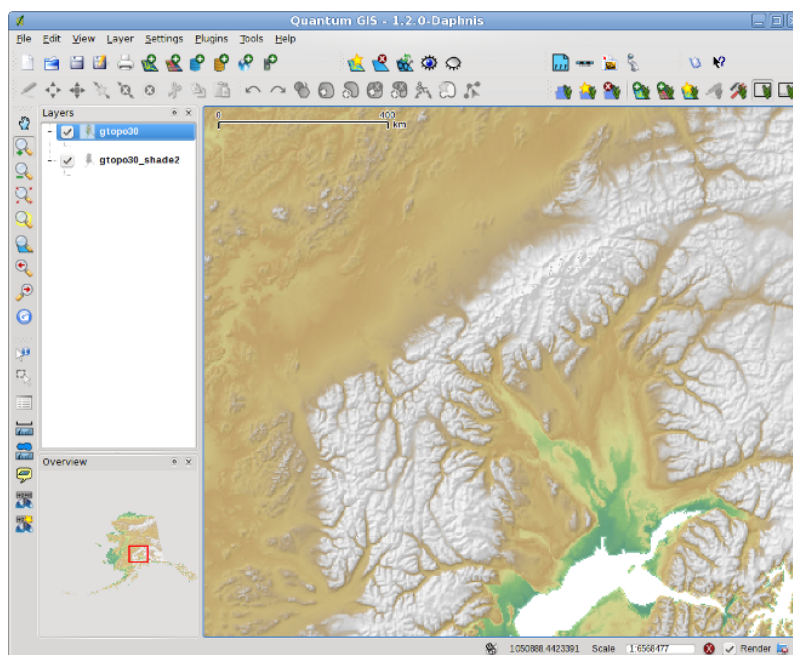 Quantum GIS - 1.2.0-Daphnis
File Edit View Layer Settings Plugins Tools Help
Layers
gtopo30
gtopo30_shade2
0 400
km
Overview
1050888,4423391 Scale 1:6568477 Render